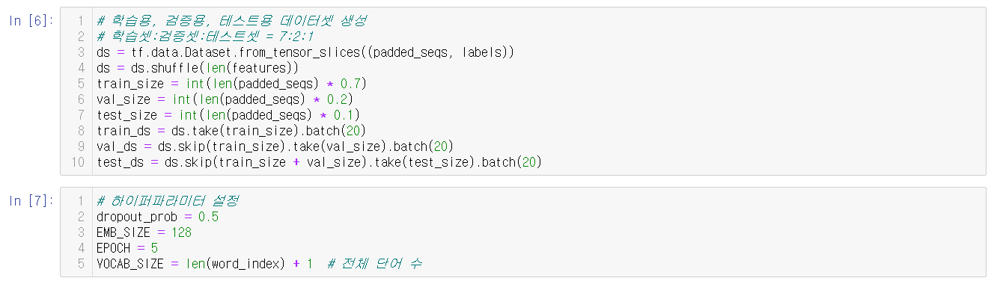 In [6]:
1 # 학습용, 검증용, 테스트용 데이터셋 생성
2 # 학습셋:검증셋:테스트셋 = 7:2:1
3 ds = tf.data.Dataset.from_tensor_slices((padded_seqs, labels))
4 ds = ds.shuffle(len(features))
5 train_size = int(len(padded_seqs) * 0.7)
6 val_size = int(len(padded_seqs) * 0.2)
7 test_size = int(len(padded_seqs) * 0.1)
8 train_ds = ds.take(train_size).batch(20)
9 val_ds = ds.skip(train_size).take(val_size).batch(20)
10 test_ds = ds.skip(train_size + val_size).take(test_size).batch(20)
In [7]:
1 # 하이퍼파라미터 설정
2 dropout_prob = 0.5
3 EMB_SIZE = 128
4 EPOCH = 5
5 VOCAB_SIZE = len(word_index) + 1 # 전체 단어 수